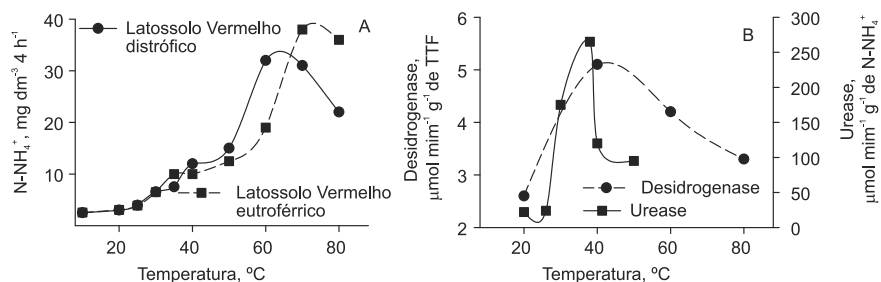 A
N-NH₄⁺, mg dm⁻³ 4 h⁻¹
40
30
20
10
Latossolo Vermelho
distrófico
Latossolo Vermelho
eutroférrico
20
40
60
80
Temperatura, ºC
B
Desidrogenase,
μmol mim⁻¹ g⁻¹ de TTF
6
5
4
3
2
Desidrogenase
Urease
20
40
60
80
Temperatura, ºC
300
250
200
150
100
50
0
Urease,
μmol mim⁻¹ g⁻¹ de N-NH⁴⁺